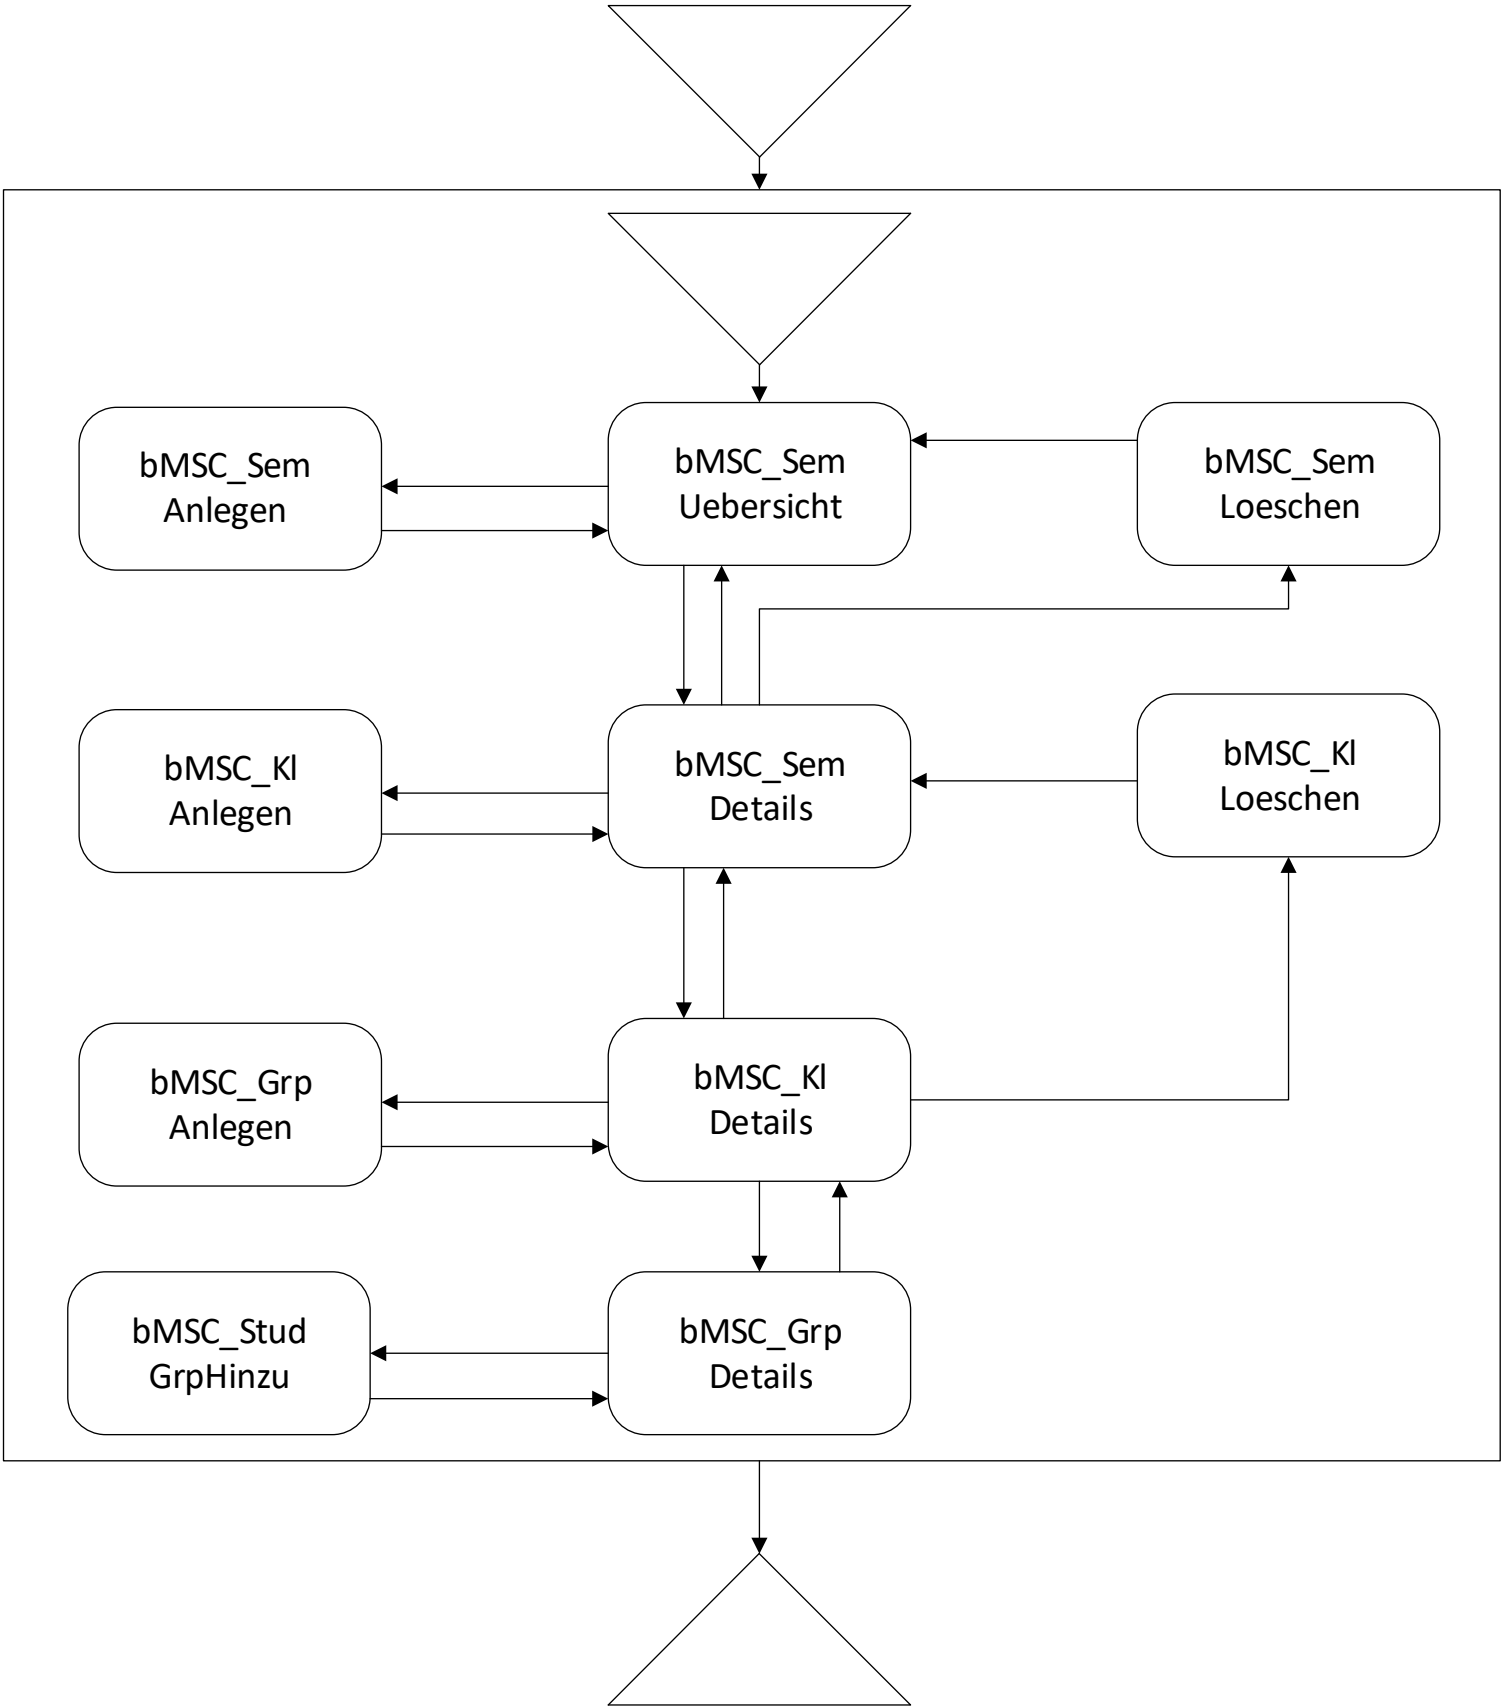 bMSC_Sem
Anlegen
bMSC_Sem
Uebersicht
bMSC_Sem
Loeschen
bMSC_Kl
Anlegen
bMSC_Sem
Details
bMSC_Kl
Loeschen
bMSC_Grp
Anlegen
bMSC_Kl
Details
bMSC_Stud
GrpHinzu
bMSC_Grp
Details